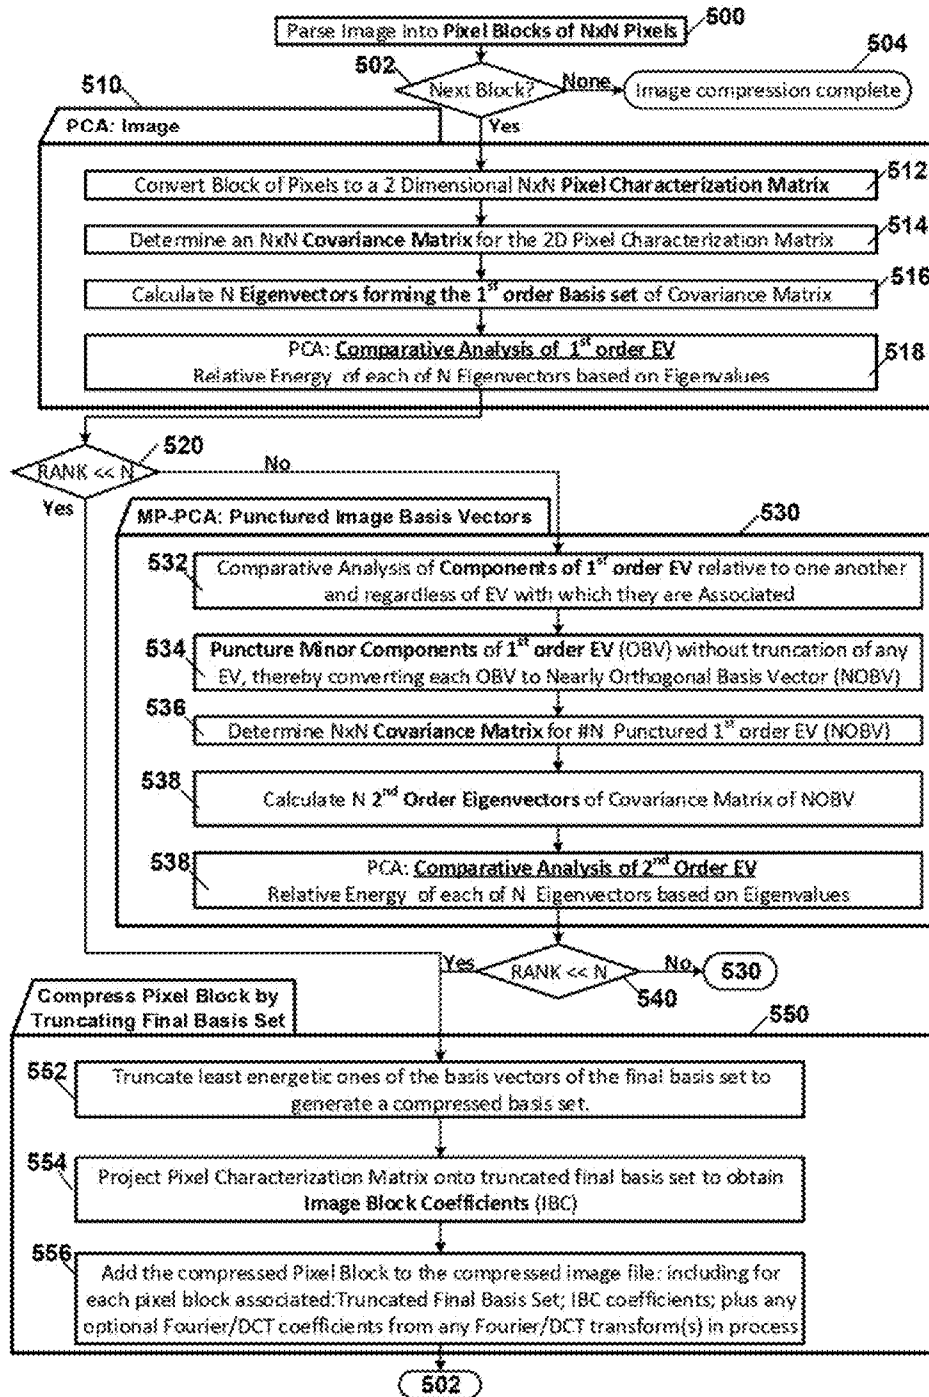 Parse Image into Pixel Blocks of NxN Pixels
500
502
Next Block?
None
504
Image compression complete
510
Yes
PCA: Image
Convert Block of Pixels to a 2 Dimensional NxN Pixel Characterization Matrix
512
Determine an NxN Covariance Matrix for the 2D Pixel Characterization Matrix
514
Calculate N Eigenvectors forming the 1st order Basis set of Covariance Matrix
516
PCA: Comparative Analysis of 1st order EV
Relative Energy of each of N Eigenvectors based on Eigenvalues
518
520
RANK << N
No
Yes
MP-PCA: Punctured Image Basis Vectors
530
532
Comparative Analysis of Components of 1st order EV relative to one another
and regardless of EV with which they are Associated
534
Puncture Minor Components of 1st order EV (OBV) without truncation of any
EV, thereby converting each OBV to Nearly Orthogonal Basis Vector (NOBV)
536
Determine NxN Covariance Matrix for #N Punctured 1st order EV (NOBV)
538
Calculate N 2nd Order Eigenvectors of Covariance Matrix of NOBV
538
PCA: Comparative Analysis of 2nd Order EV
Relative Energy of each of N Eigenvectors based on Eigenvalues
Yes
RANK << N
No
530
540
Compress Pixel Block by
Truncating Final Basis Set
550
552
Truncate least energetic ones of the basis vectors of the final basis set to
generate a compressed basis set.
554
Project Pixel Characterization Matrix onto truncated final basis set to obtain
Image Block Coefficients (IBC)
556
Add the compressed Pixel Block to the compressed image file: including for
each pixel block associated:Truncated Final Basis Set; IBC coefficients; plus any
optional Fourier/DCT coefficients from any Fourier/DCT transform(s) in process
502